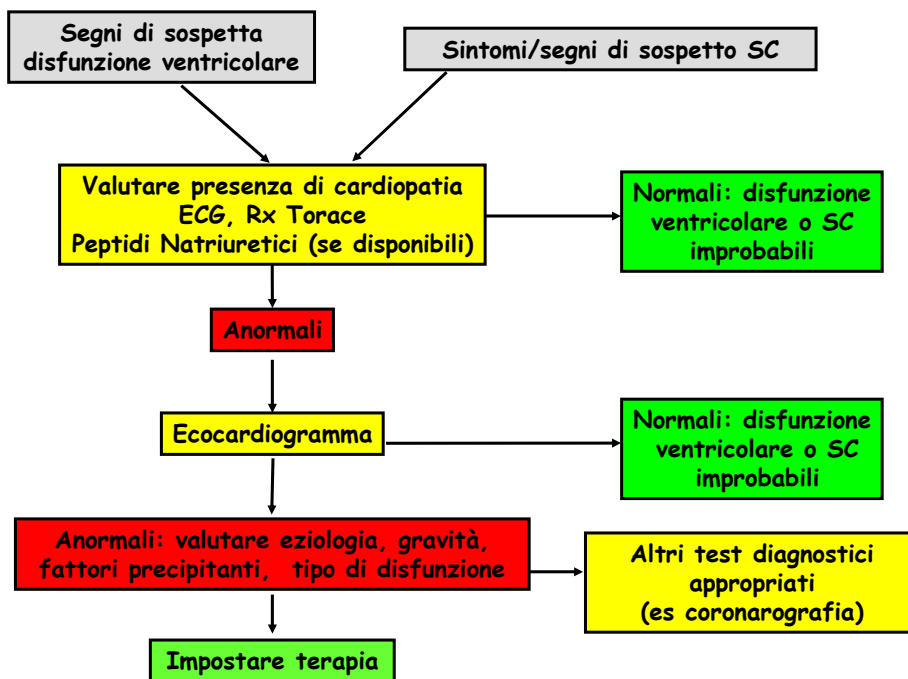 Segni di sospetta
disfunzione ventricolare
Sintomi/segni di sospetto SC
Valutare presenza di cardiopatia
ECG, Rx Torace
Peptidi Natriuretici (se disponibili)
Normali: disfunzione
ventricolare o SC
improbabili
Anormali
Ecocardiogramma
Normali: disfunzione
ventricolare o SC
improbabili
Anormali: valutare eziologia, gravità,
fattori precipitanti, tipo di disfunzione
Altri test diagnostici
appropriati
(es coronarografia)
Impostare terapia